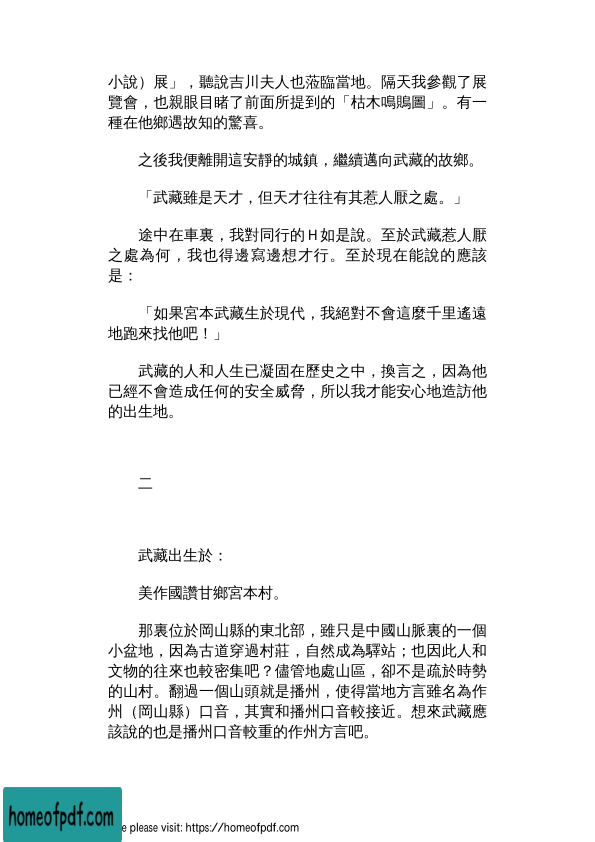 小說）展」，聽說吉川夫人也蒞臨當地。隔天我參觀了展
覽會，也親眼目睹了前面所提到的「枯木鳴鵙圖」。有一
種在他鄉遇故知的驚喜。
之後我便離開這安靜的城鎮，繼續邁向武藏的故鄉。
「武藏雖是天才，但天才往往有其惹人厭之處。」
途中在車裏，我對同行的Ｈ如是說。至於武藏惹人厭
之處為何，我也得邊寫邊想才行。至於現在能說的應該
是：
「如果宮本武藏生於現代，我絕對不會這麼千里遙遠
地跑來找他吧！」
武藏的人和人生已凝固在歷史之中，換言之，因為他
已經不會造成任何的安全威脅，所以我才能安心地造訪他
的出生地。
二
武藏出生於：
美作國讚甘鄉宮本村。
那裏位於岡山縣的東北部，雖只是中國山脈裏的一個
小盆地，因為古道穿過村莊，自然成為驛站；也因此人和
文物的往來也較密集吧？儘管地處山區，卻不是疏於時勢
的山村。翻過一個山頭就是播州，使得當地方言雖名為作
州（岡山縣）口音，其實和播州口音較接近。想來武藏應
該說的也是播州口音較重的作州方言吧。
homeofpdf.com
please visit: https://homeofpdf.com